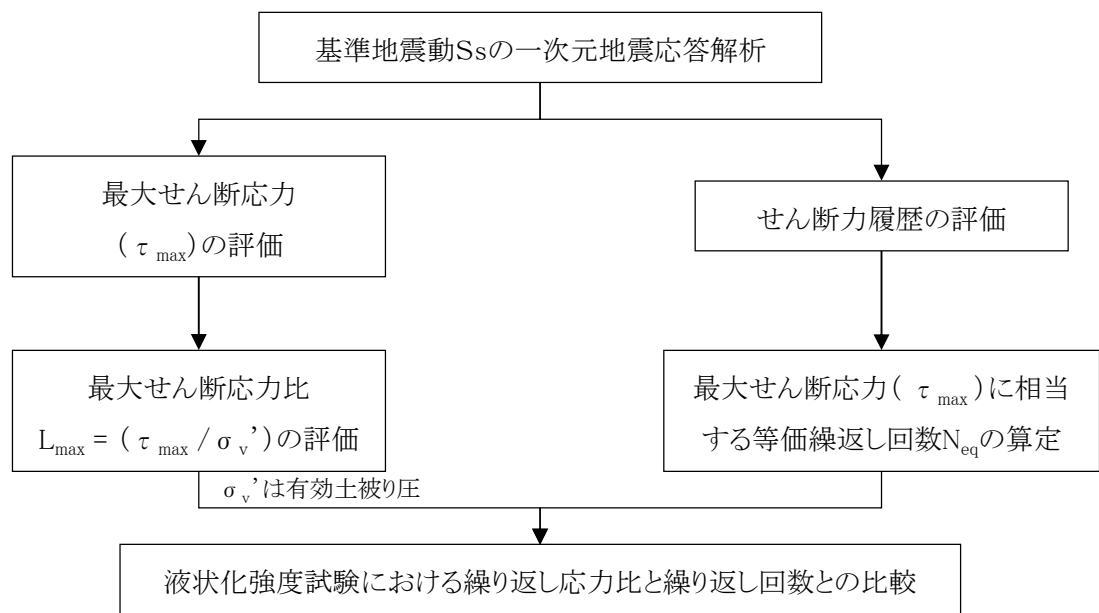 基準地震動Ssの一次元地震応答解析
最大せん断応力
(τmax)の評価
せん断力履歴の評価
最大せん断応力比
Lmax = (τmax / σv’)の評価
最大せん断応力(τmax)に相当
する等価繰返し回数Neqの算定
σv’は有効土被り圧
液状化強度試験における繰り返し応力比と繰り返し回数との比較